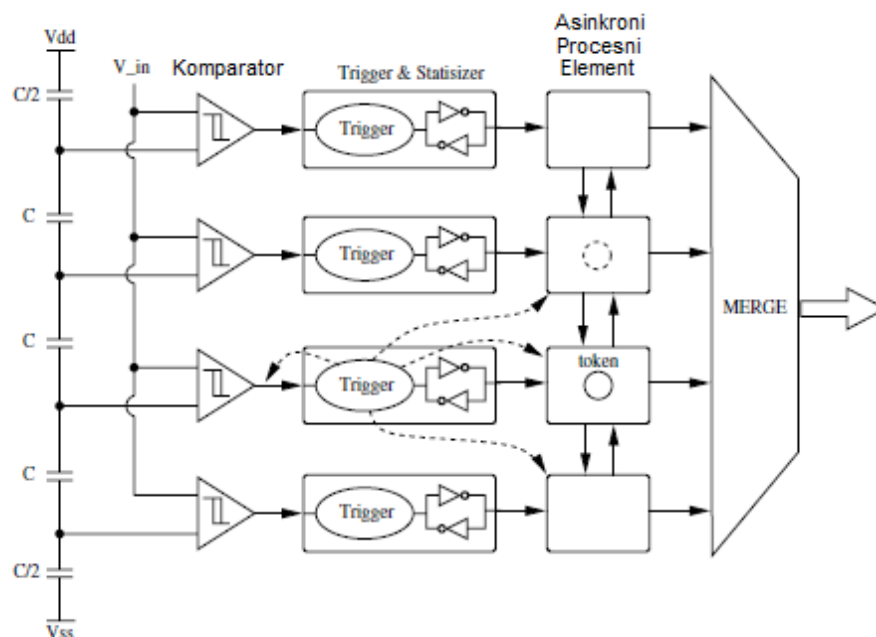 Vdd
V_in
Komparator
Trigger & Statisizer
Asinkroni
Procesni
Element
C/2
Trigger
C
Trigger
C
MERGE
Trigger
token
C
Trigger
C/2
Vss